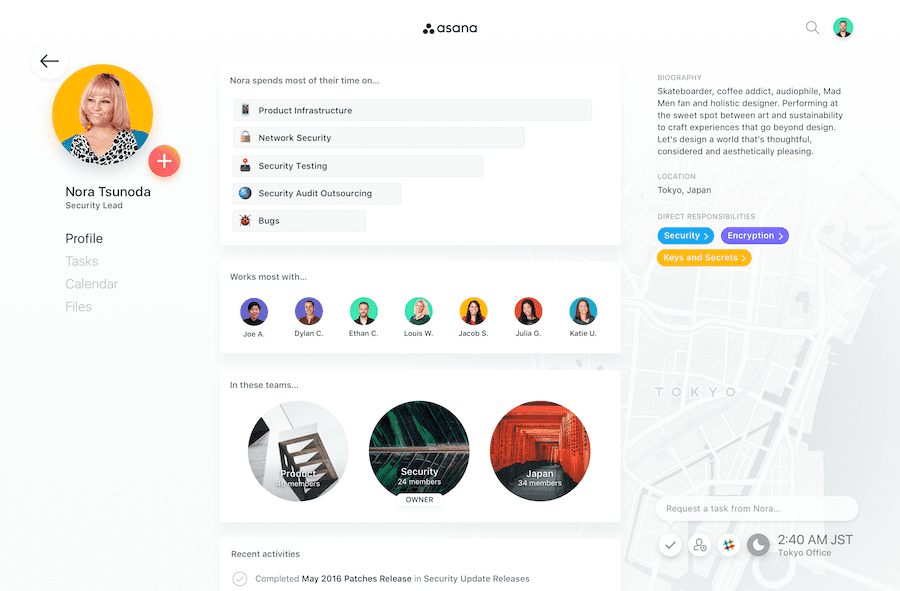 asana
Nora Tsunoda
Security Lead
Profile
Tasks
Calendar
Files
Nora spends most of their time on...
Product Infrastructure
Network Security
Security Testing
Security Audit Outsourcing
Bugs
Works most with...
Joe A.
Dylan C.
Ethan C.
Louis W.
Jacob S.
Julia G.
Katie U.
In these teams...
Product
members
Security
24 members
OWNER
Japan
34 members
Recent activities
Completed May 2016 Patches Release in Security Update Releases
BIOGRAPHY
Skateboarder, coffee addict, audiophile, Mad
Men fan and holistic designer. Performing at
the sweet spot between art and sustainability
to craft experiences that go beyond design.
Let's design a world that's thoughtful,
considered and aesthetically pleasing.
LOCATION
Tokyo, Japan
DIRECT RESPONSIBILITIES
Security >
Encryption >
Keys and Secrets >
TOKYO
Request a task from Nora...
2:40 AM JST
Tokyo Office